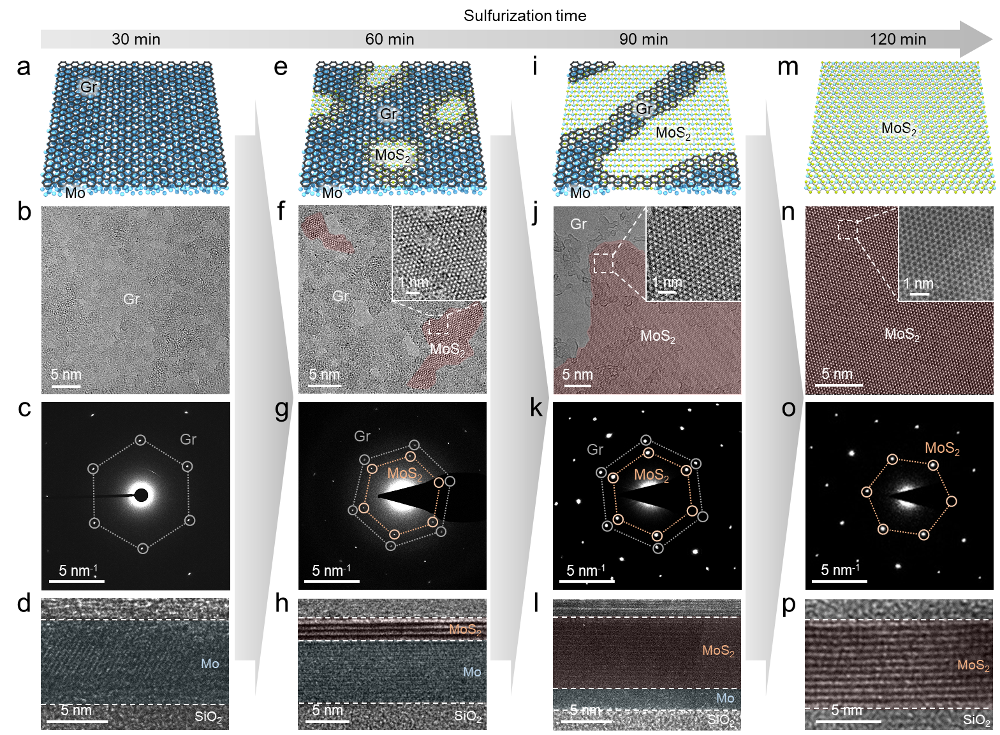 Sulfurization time
30 min 60 min 90 min 120 min
a e i m
Gr
Gr
Gr
MoS2
MoS2
MoS2
Mo Mo Mo
b f j n
Gr
1 nm 1 nm 1 nm
Gr
Gr
MoS2
MoS2
MoS2
5 nm 5 nm 5 nm 5 nm
c g k o
Gr Gr Gr
MoS2 MoS2 MoS2
5 nm-1 5 nm-1 5 nm-1 5 nm-1
d h l p
MoS2
MoS2
MoS2
Mo
Mo
Mo
5 nm 5 nm 5 nm 5 nm
SiO2 SiO2 SiO2 SiO2